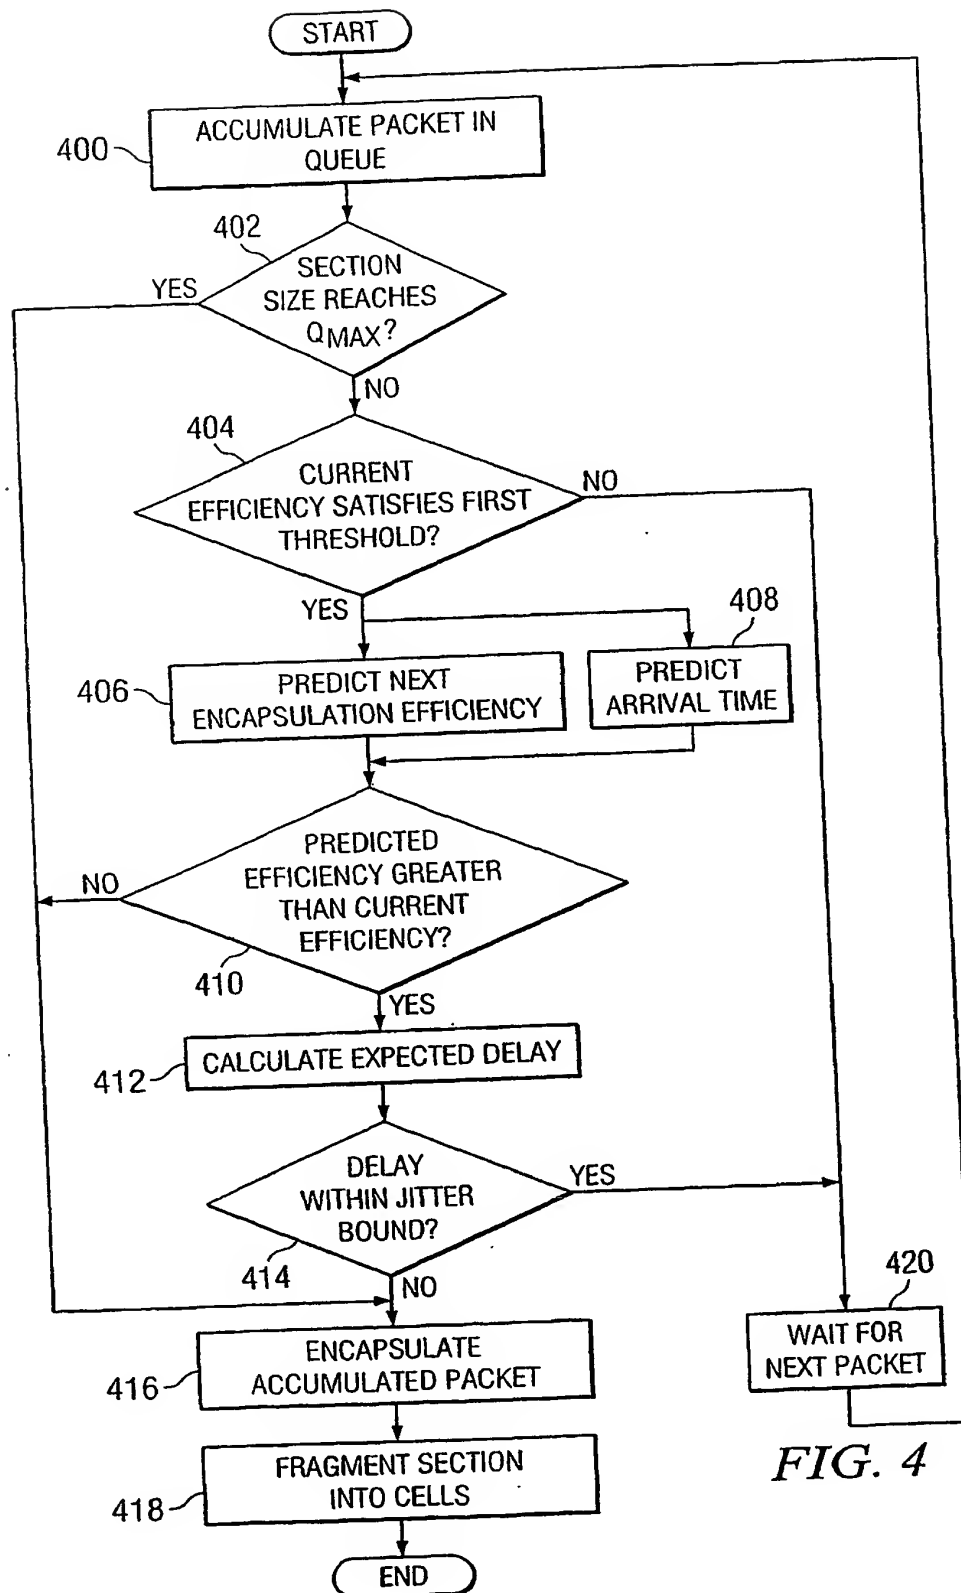 START
400
ACCUMULATE PACKET IN
QUEUE
402
YES
SECTION
SIZE REACHES
QMAX?
NO
404
CURRENT
EFFICIENCY SATISFIES FIRST
THRESHOLD?
NO
YES
408
406
PREDICT NEXT
ENCAPSULATION EFFICIENCY
PREDICT
ARRIVAL TIME
PREDICTED
EFFICIENCY GREATER
THAN CURRENT
EFFICIENCY?
NO
410
YES
412
CALCULATE EXPECTED DELAY
DELAY
WITHIN JITTER
BOUND?
YES
414
NO
420
416
ENCAPSULATE
ACCUMULATED PACKET
WAIT FOR
NEXT PACKET
418
FRAGMENT SECTION
INTO CELLS
FIG. 4
END